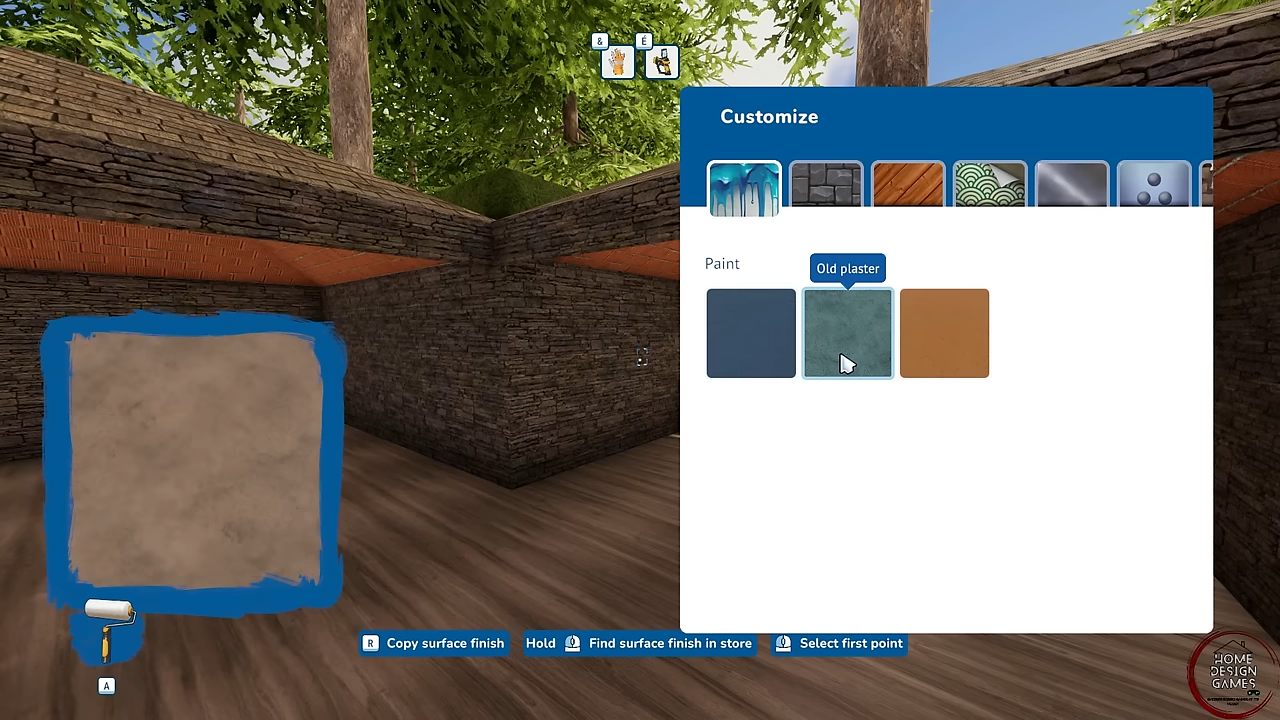 & É
Customize
Paint
Old plaster
R Copy surface finish Hold Find surface finish in store Select first point
A
HOME
DESIGN
GAMES